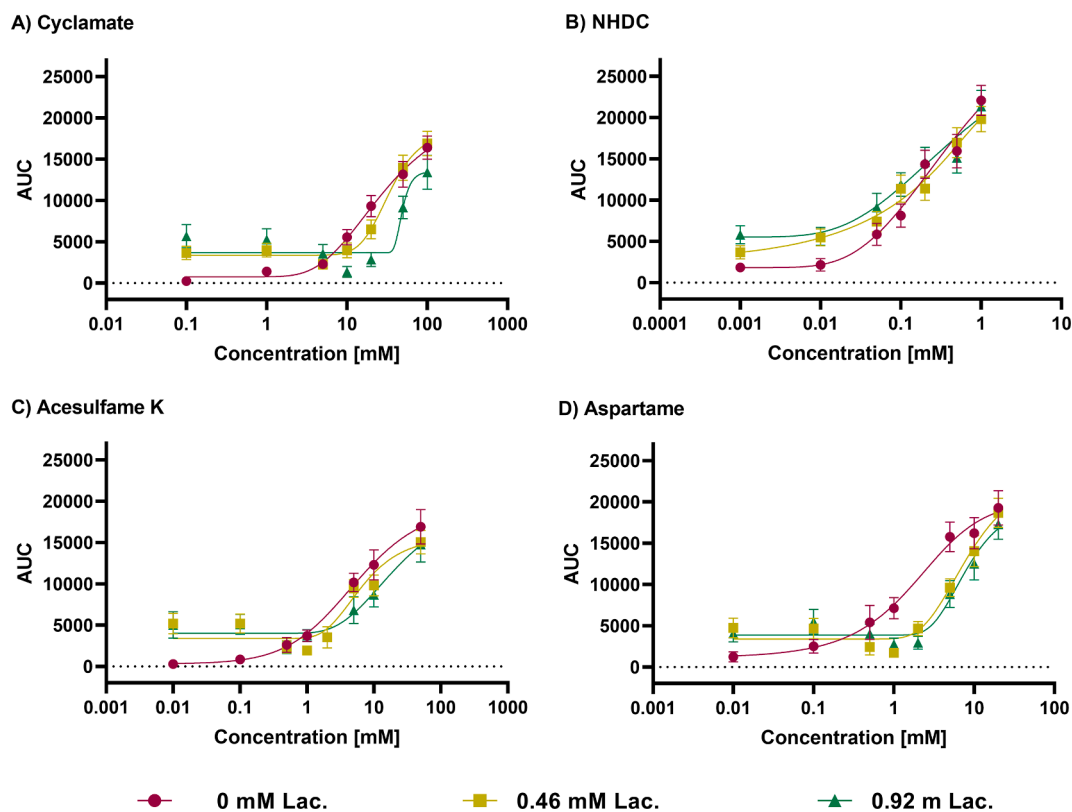 A) Cyclamate
B) NHDC
25000
20000
15000
10000
5000
0
AUC
0.01 0.1 1 10 100 1000
Concentration [mM]
25000
20000
15000
10000
5000
0
AUC
0.0001 0.001 0.01 0.1 1 10
Concentration [mM]
C) Acesulfame K
D) Aspartame
25000
20000
15000
10000
5000
0
AUC
0.001 0.01 0.1 1 10 100 1000
Concentration [mM]
25000
20000
15000
10000
5000
0
AUC
0.001 0.01 0.1 1 10 100
Concentration [mM]
0 mM Lac. 0.46 mM Lac. 0.92 m Lac.